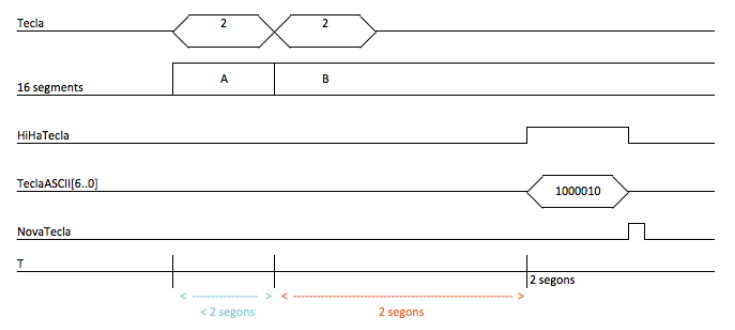 Tecla
2 2
16 segments
A B
HiHaTecla
TeclaASCII[6..0]
1000010
NovaTecla
T
2 segons
< 2 segons
2 segons